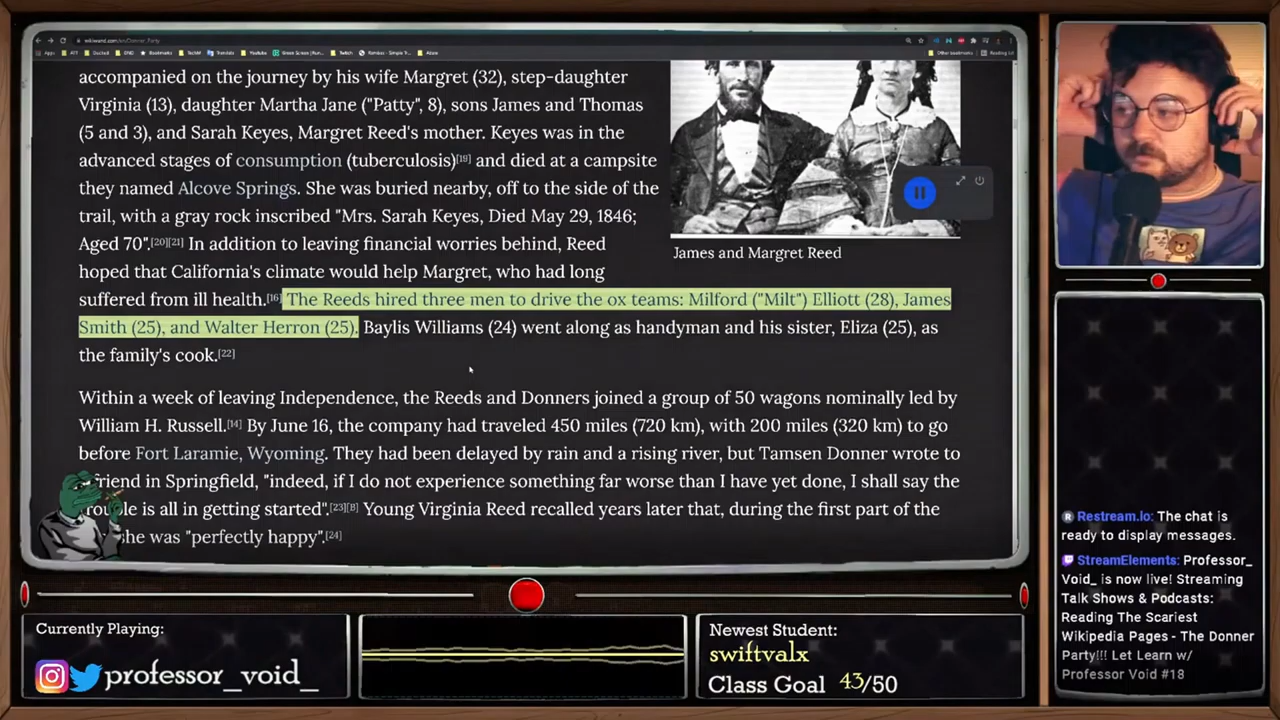 wikiwand.com/en/Donner_Party
accompanied on the journey by his wife Margret (32), step-daughter
Virginia (13), daughter Martha Jane ("Patty", 8), sons James and Thomas
(5 and 3), and Sarah Keyes, Margret Reed's mother. Keyes was in the
advanced stages of consumption (tuberculosis)[19] and died at a campsite
they named Alcove Springs. She was buried nearby, off to the side of the
trail, with a gray rock inscribed "Mrs. Sarah Keyes, Died May 29, 1846;
Aged 70".[20][21] In addition to leaving financial worries behind, Reed
hoped that California's climate would help Margret, who had long
suffered from ill health.[16] The Reeds hired three men to drive the ox teams: Milford ("Milt") Elliott (28), James
Smith (25), and Walter Herron (25). Baylis Williams (24) went along as handyman and his sister, Eliza (25), as
the family's cook.[22]
James and Margret Reed
Within a week of leaving Independence, the Reeds and Donners joined a group of 50 wagons nominally led by
William H. Russell.[14] By June 16, the company had traveled 450 miles (720 km), with 200 miles (320 km) to go
before Fort Laramie, Wyoming. They had been delayed by rain and a rising river, but Tamsen Donner wrote to
friend in Springfield, "indeed, if I do not experience something far worse than I have yet done, I shall say the
is all in getting started".[23][B] Young Virginia Reed recalled years later that, during the first part of the
she was "perfectly happy".[24]
Restream.io: The chat is
ready to display messages.
StreamElements: Professor_
Void_ is now live! Streaming
Talk Shows & Podcasts:
Reading The Scariest
Wikipedia Pages - The Donner
Party!!! Let Learn w/
Professor Void #18
Currently Playing:
professor_void_
Newest Student:
swiftvalx
Class Goal 43/50